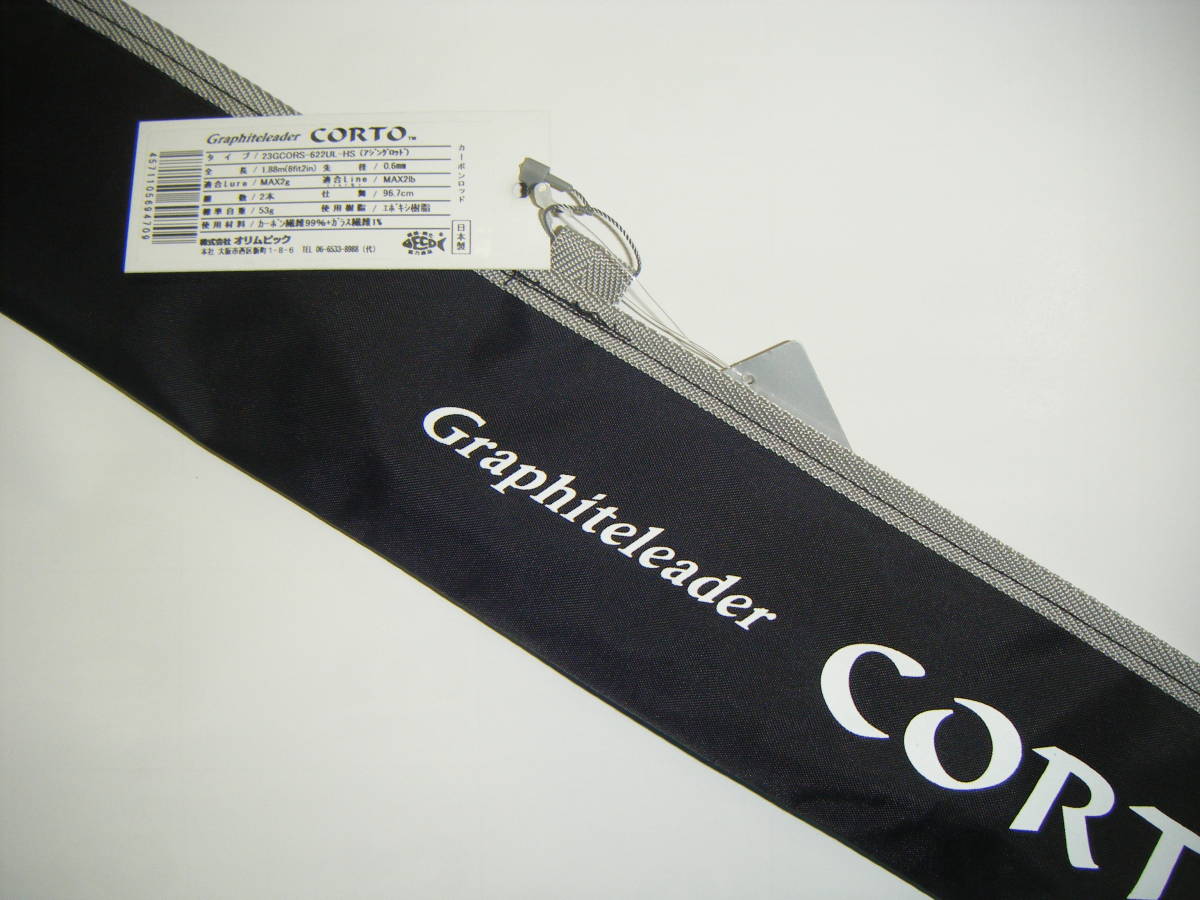 Graphiteleader CORTO™
タイプ / 23GCORS-622UL-HS (アジングロッド)
全長 / 1.88m(6fit2in) 先径 / 0.6mm
適合Lure / MAX2g 適合Line / MAX2lb
継数 / 2本 仕舞 / 96.7cm
標準自重 / 53g 使用樹脂 / エポキシ樹脂
使用材料 / カーボン繊維99%+ガラス繊維1%
株式会社 オリムピック
本社 大阪市西区新町1-8-6 TEL 06-6533-8988 (代)
カーボンロッド
日本製
ECO
4571105694709
Graphiteleader
CORT